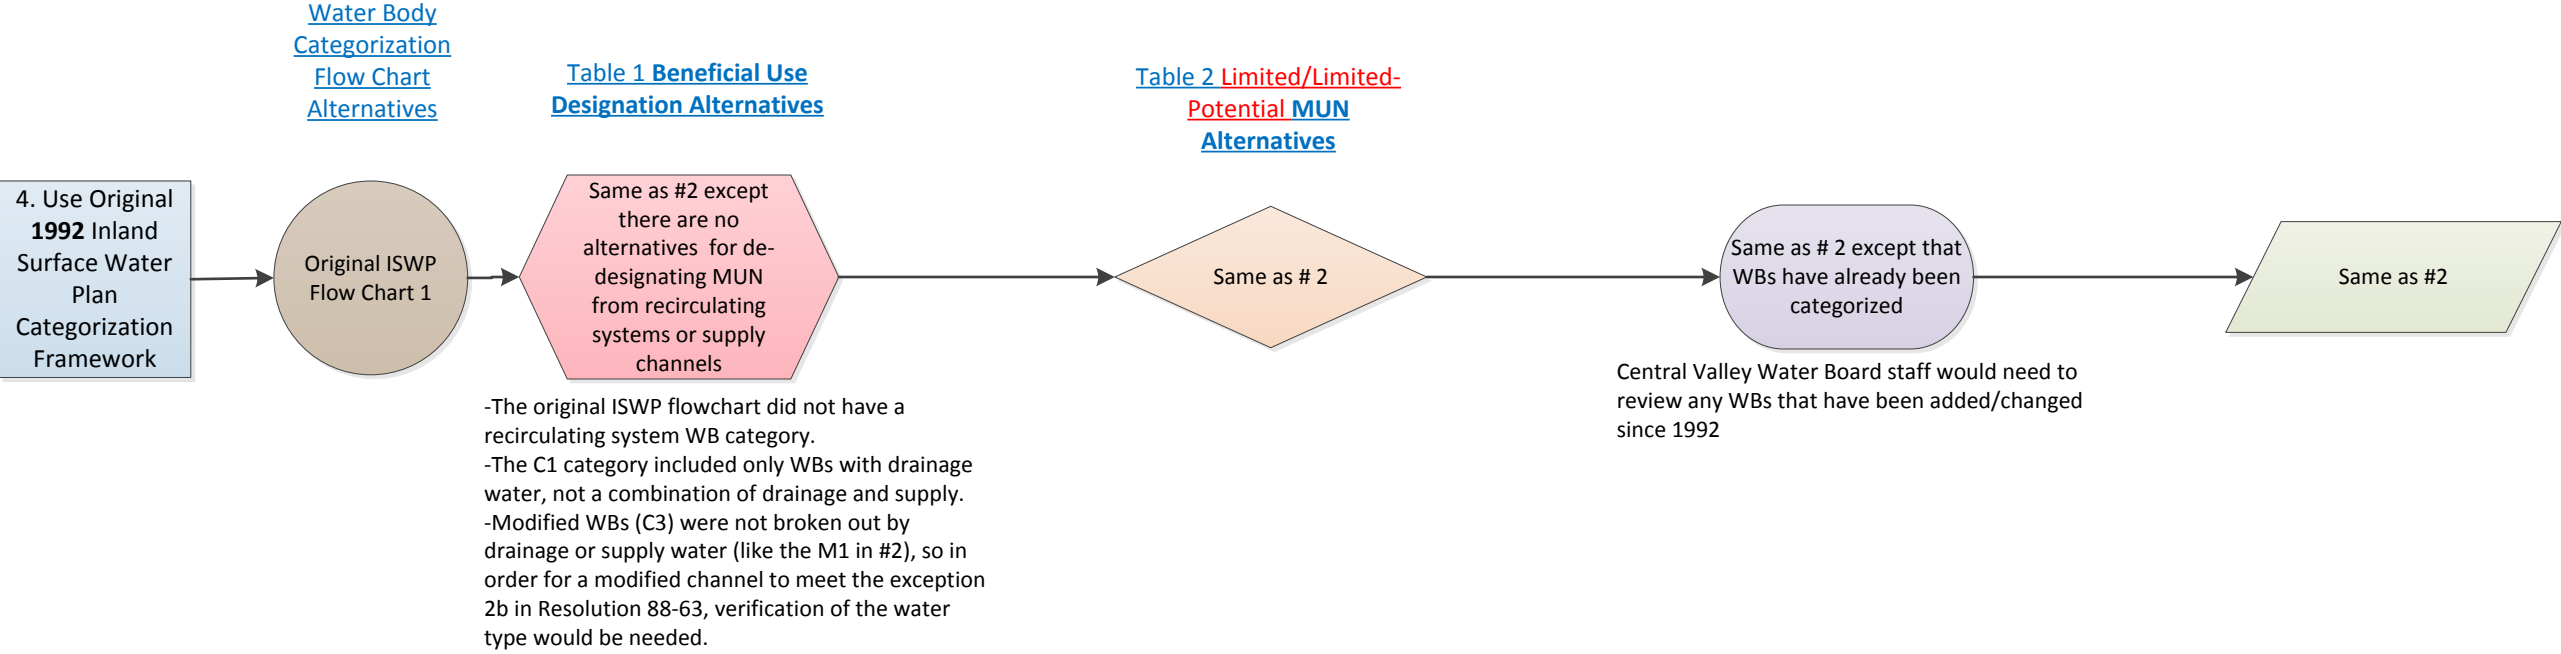 Water Body
Categorization
Flow Chart
Alternatives
Table 1 Beneficial Use
Designation Alternatives
Table 2 Limited/Limited-
Potential MUN
Alternatives
4. Use Original
1992 Inland
Surface Water
Plan
Categorization
Framework
Original ISWP
Flow Chart 1
Same as #2 except
there are no
alternatives for de-
designating MUN
from recirculating
systems or supply
channels
Same as # 2
Same as # 2 except that
WBs have already been
categorized
Same as #2
-The original ISWP flowchart did not have a
recirculating system WB category.
-The C1 category included only WBs with drainage
water, not a combination of drainage and supply.
-Modified WBs (C3) were not broken out by
drainage or supply water (like the M1 in #2), so in
order for a modified channel to meet the exception
2b in Resolution 88-63, verification of the water
type would be needed.
Central Valley Water Board staff would need to
review any WBs that have been added/changed
since 1992